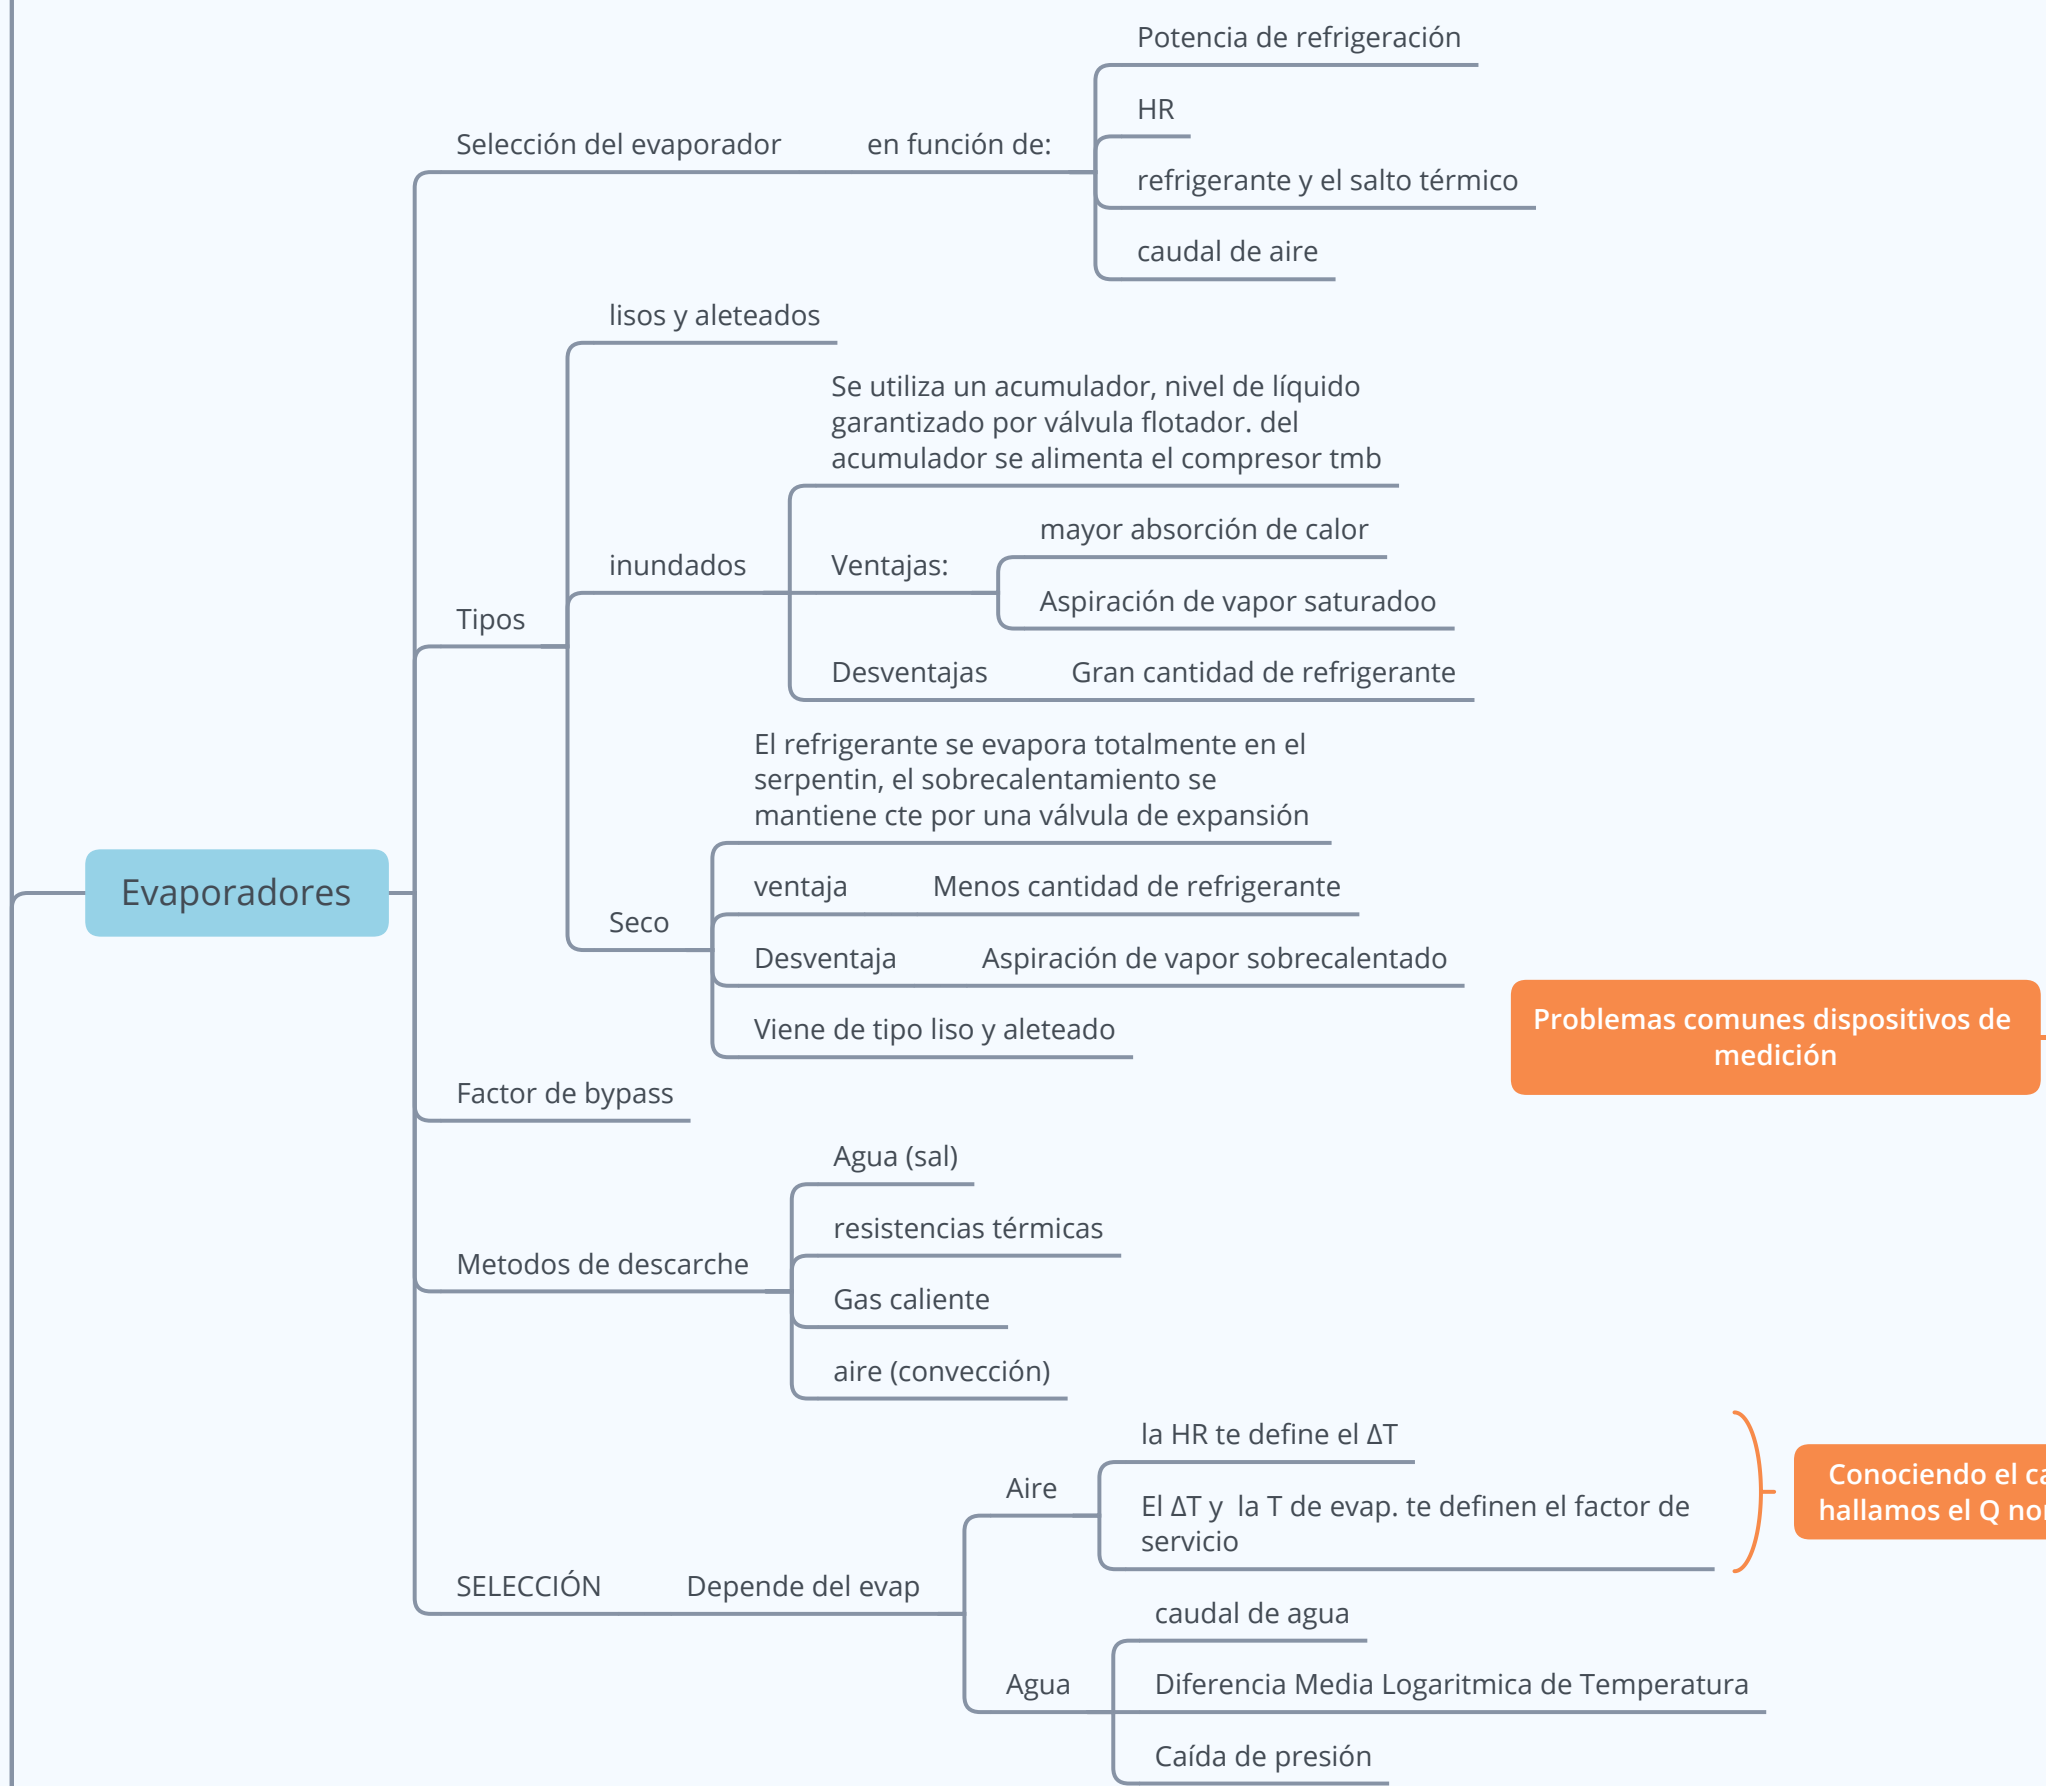 Potencia de refrigeración
HR
Selección del evaporador
en función de:
refrigerante y el salto térmico
caudal de aire
lisos y aleteados
Se utiliza un acumulador, nivel de líquido
garantizado por válvula flotador. del
acumulador se alimenta el compresor tmb
mayor absorción de calor
inundados
Ventajas:
Aspiración de vapor saturadoo
Tipos
Desventajas
Gran cantidad de refrigerante
El refrigerante se evapora totalmente en el
serpentin, el sobrecalentamiento se
mantiene cte por una válvula de expansión
Evaporadores
ventaja
Menos cantidad de refrigerante
Seco
Desventaja
Aspiración de vapor sobrecalentado
Viene de tipo liso y aleteado
Problemas comunes dispositivos de
medición
Factor de bypass
Agua (sal)
resistencias térmicas
Metodos de descarche
Gas caliente
aire (convección)
la HR te define el ΔT
Aire
El ΔT y  la T de evap. te definen el factor de
servicio
Conociendo el
hallamos el Q
SELECCIÓN
Depende del evap
caudal de agua
Agua
Diferencia Media Logaritmica de Temperatura
Caída de presión